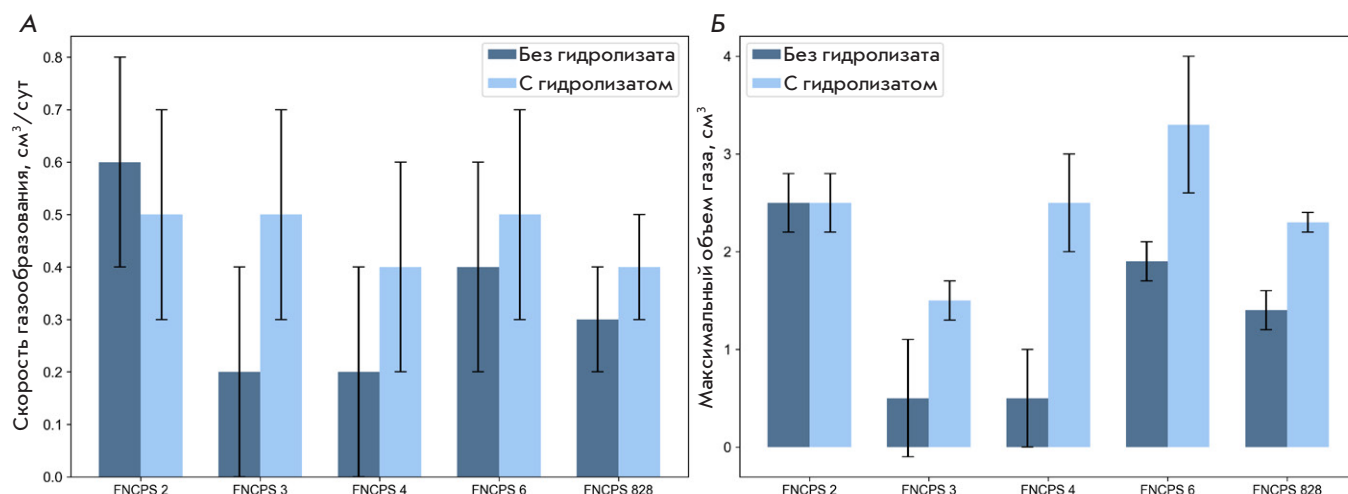 А
Скорость газообразования, см³/сут
0.8
0.7
0.6
0.5
0.4
0.3
0.2
0.1
0.0
Без гидролизата
С гидролизатом
FNCPS 2 FNCPS 3 FNCPS 4 FNCPS 6 FNCPS 828
Б
Максимальный объем газа, см³
4
3
2
1
0
Без гидролизата
С гидролизатом
FNCPS 2 FNCPS 3 FNCPS 4 FNCPS 6 FNCPS 828